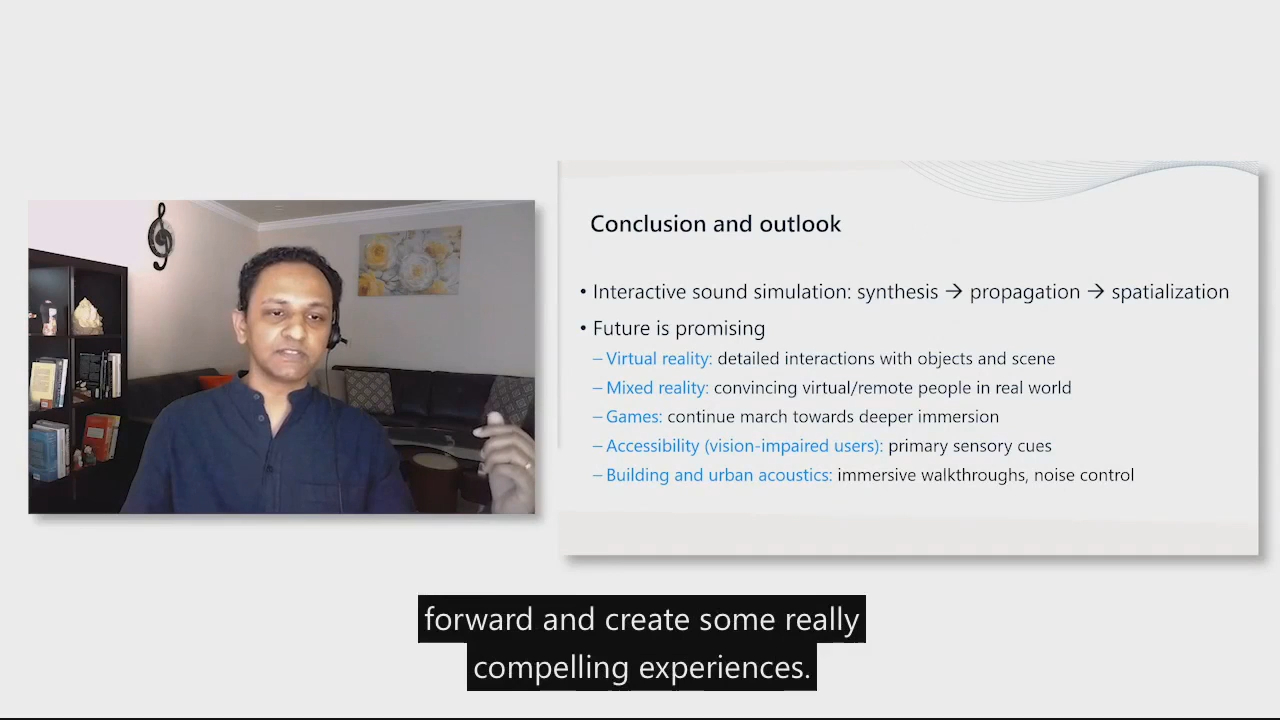 Conclusion and outlook
• Interactive sound simulation: synthesis → propagation → spatialization
• Future is promising
– Virtual reality: detailed interactions with objects and scene
– Mixed reality: convincing virtual/remote people in real world
– Games: continue march towards deeper immersion
– Accessibility (vision-impaired users): primary sensory cues
– Building and urban acoustics: immersive walkthroughs, noise control
forward and create some really
compelling experiences.